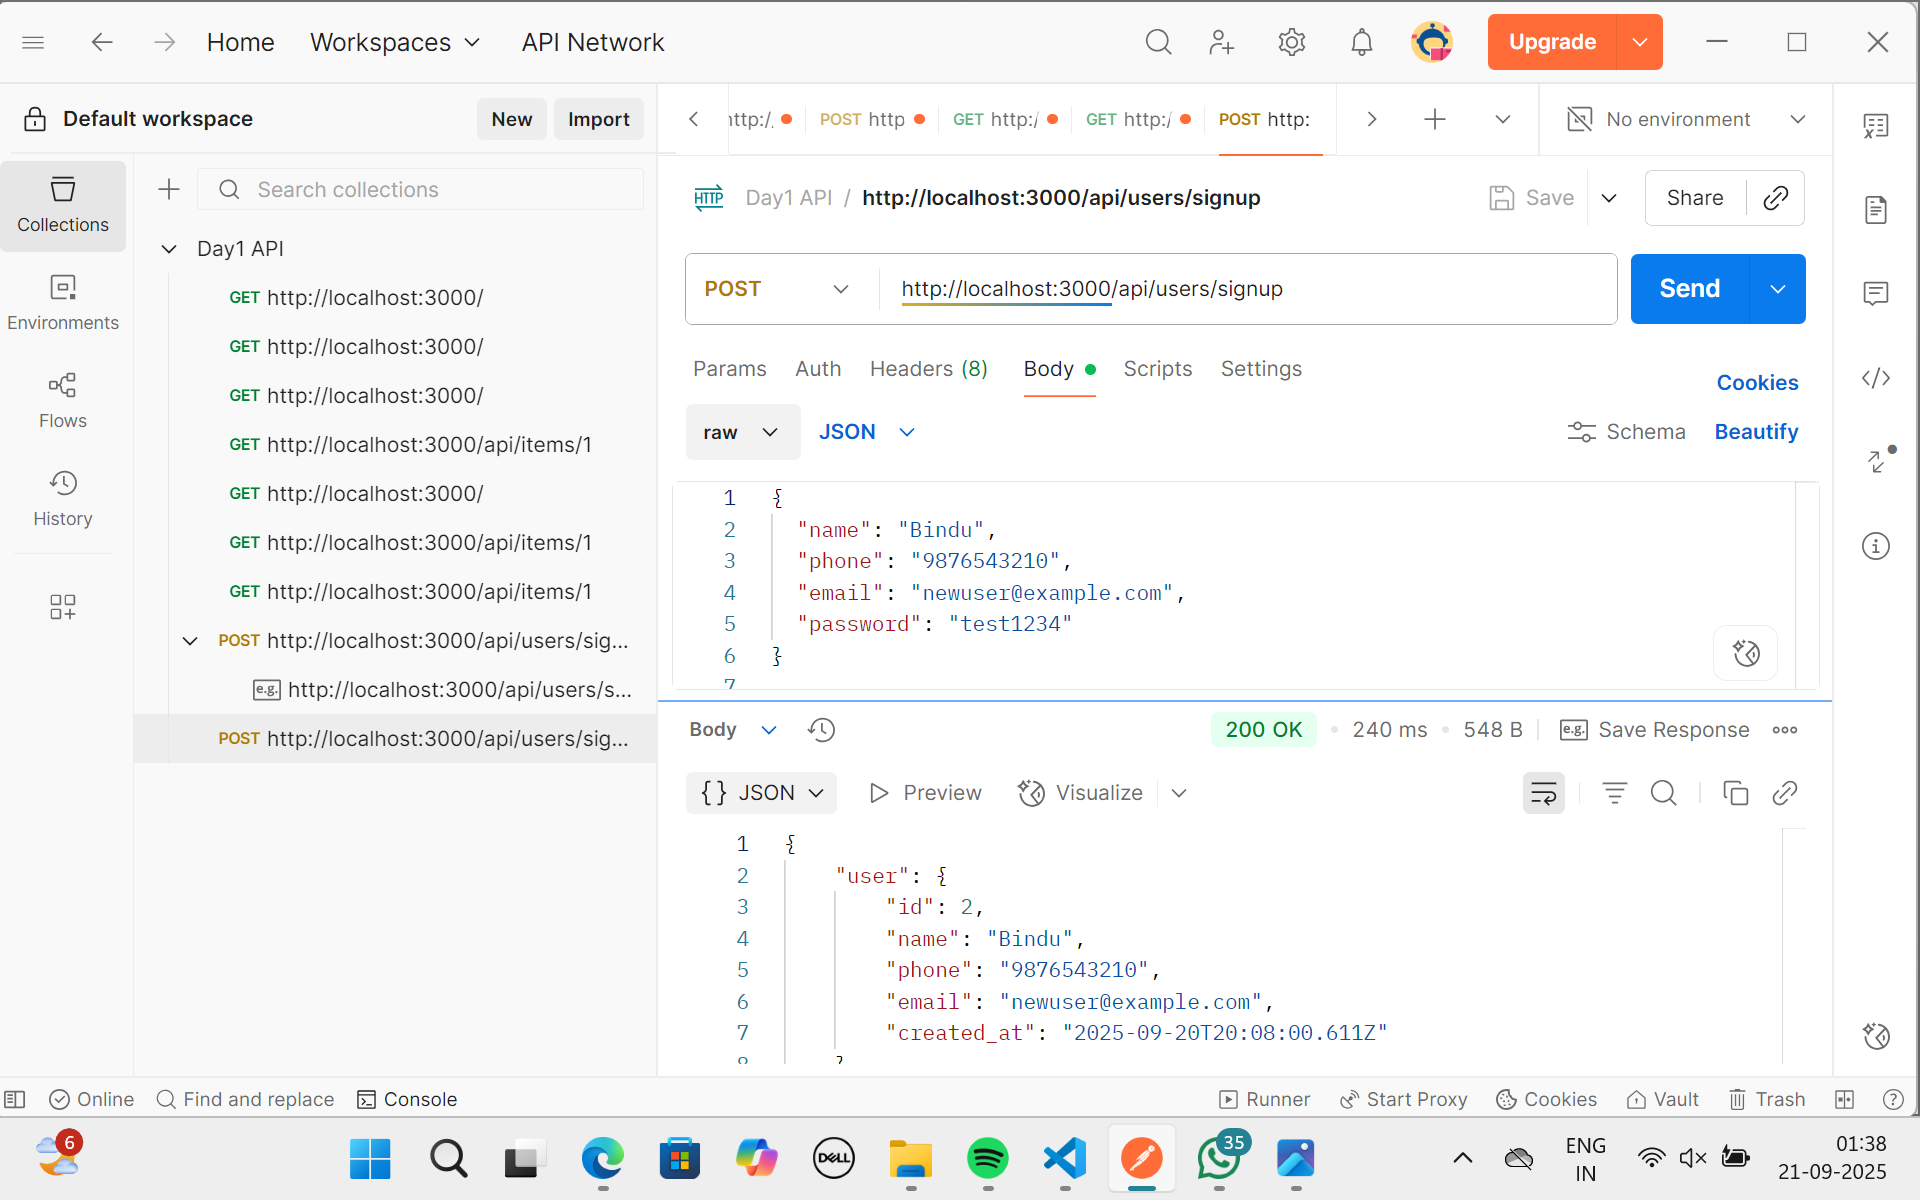 Home
Workspaces
API Network
Upgrade
Default workspace
New
Import
http:/
POST http
GET http:/
GET http:/
POST http:
No environment
Collections
Environments
Flows
History
Search collections
Day1 API
GET http://localhost:3000/
GET http://localhost:3000/
GET http://localhost:3000/
GET http://localhost:3000/api/items/1
GET http://localhost:3000/
GET http://localhost:3000/api/items/1
GET http://localhost:3000/api/items/1
POST http://localhost:3000/api/users/sig...
e.g. http://localhost:3000/api/users/s...
POST http://localhost:3000/api/users/sig...
HTTP Day1 API / http://localhost:3000/api/users/signup
Save
Share
POST
http://localhost:3000/api/users/signup
Send
Params Auth Headers (8) Body Scripts Settings
Cookies
raw JSON
Schema Beautify
1 {
2 "name": "Bindu",
3 "phone": "9876543210",
4 "email": "newuser@example.com",
5 "password": "test1234"
6 }
7
Body
200 OK • 240 ms • 548 B
e.g. Save Response
{} JSON Preview Visualize
1 {
2 "user": {
3 "id": 2,
4 "name": "Bindu",
5 "phone": "9876543210",
6 "email": "newuser@example.com",
7 "created_at": "2025-09-20T20:08:00.611Z"
8 }
Online Find and replace Console
Runner Start Proxy Cookies Vault Trash
6
DELL
35
ENG
IN
01:38
21-09-2025